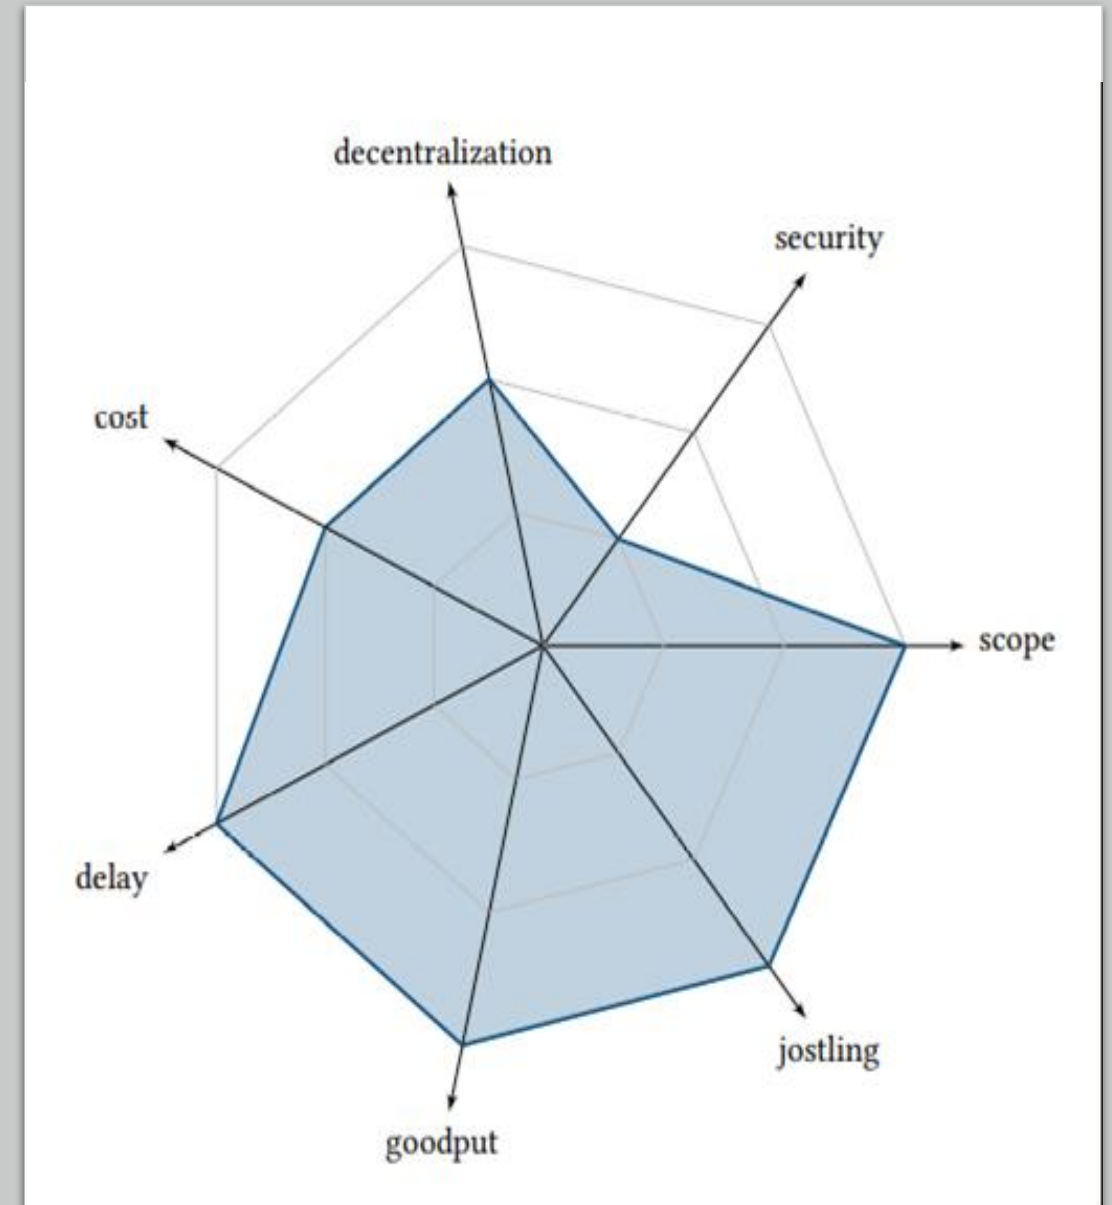 decentralization
security
cost
scope
delay
jostling
goodput